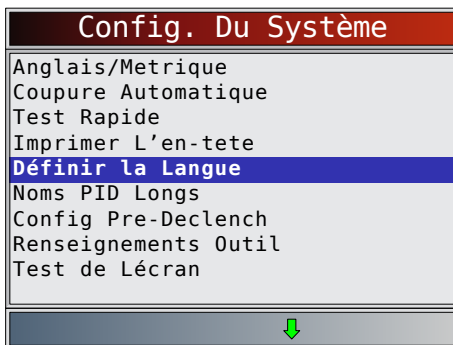 Config. Du Système
Anglais/Metrique
Coupure Automatique
Test Rapide
Imprimer L’en-tete
Définir la Langue
Noms PID Longs
Config Pre-Declench
Renseignements Outil
Test de Lécran